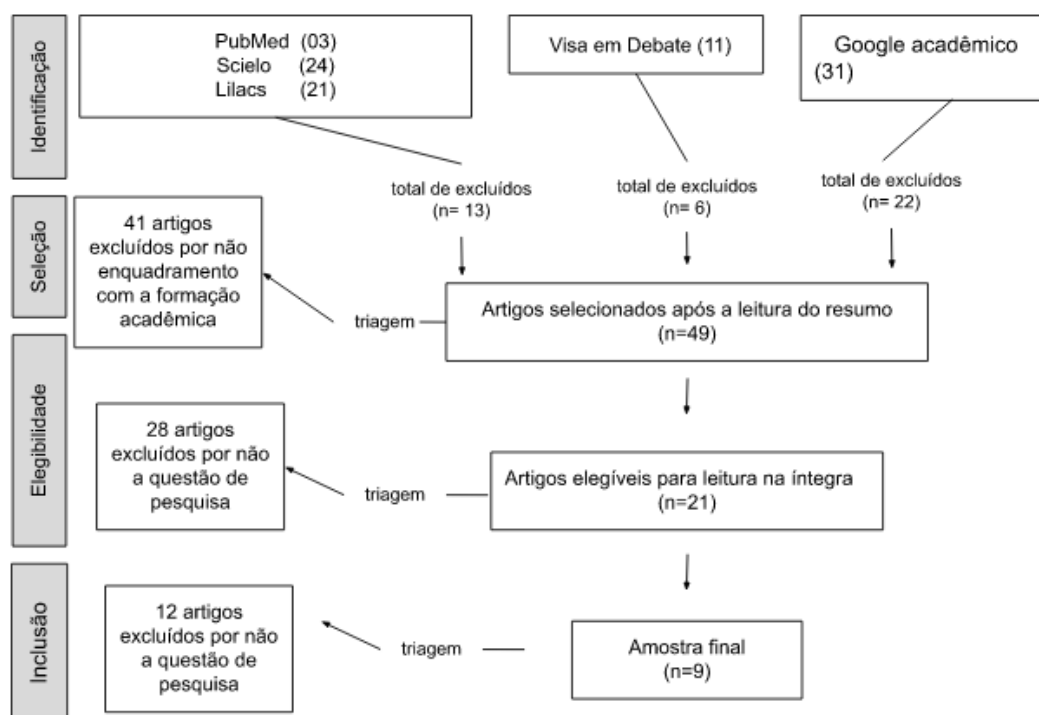 Identificação
PubMed (03)
Scielo (24)
Lilacs (21)
Visa em Debate (11)
Google acadêmico
(31)
total de excluídos
(n= 13)
total de excluídos
(n= 6)
total de excluídos
(n= 22)
Seleção
41 artigos
excluídos por não
enquadramento
com a formação
acadêmica
triagem
Artigos selecionados após a leitura do resumo
(n=49)
Elegibilidade
28 artigos
excluídos por não
a questão de
pesquisa
triagem
Artigos elegíveis para leitura na íntegra
(n=21)
Inclusão
12 artigos
excluídos por não
a questão de
pesquisa
triagem
Amostra final
(n=9)